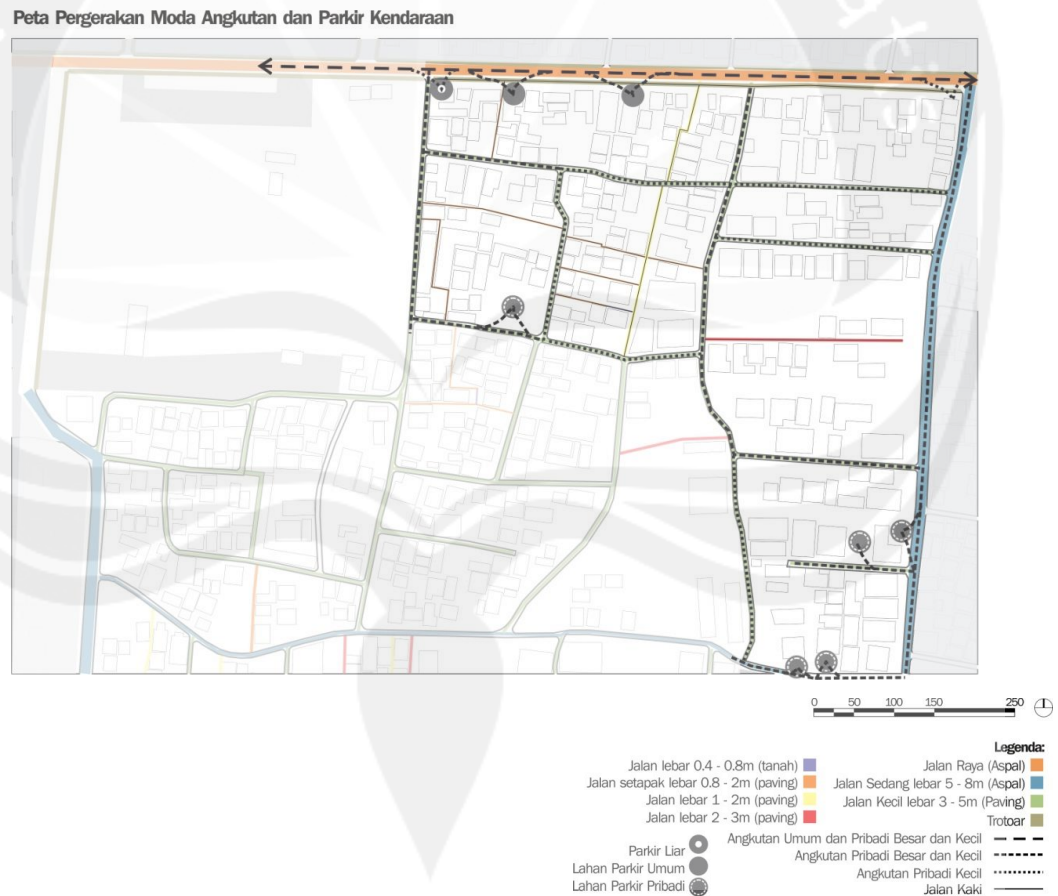 Peta Pergerakan Moda Angkutan dan Parkir Kendaraan
0 50 100 150 250
Legenda:
Jalan lebar 0.4 - 0.8m (tanah)
Jalan setapak lebar 0.8 - 2m (paving)
Jalan lebar 1 - 2m (paving)
Jalan lebar 2 - 3m (paving)
Jalan Raya (Aspal)
Jalan Sedang lebar 5 - 8m (Aspal)
Jalan Kecil lebar 3 - 5m (Paving)
Trotoar
Parkir Liar
Lahan Parkir Umum
Lahan Parkir Pribadi
Angkutan Umum dan Pribadi Besar dan Kecil
Angkutan Pribadi Besar dan Kecil
Angkutan Pribadi Kecil
Jalan Kaki